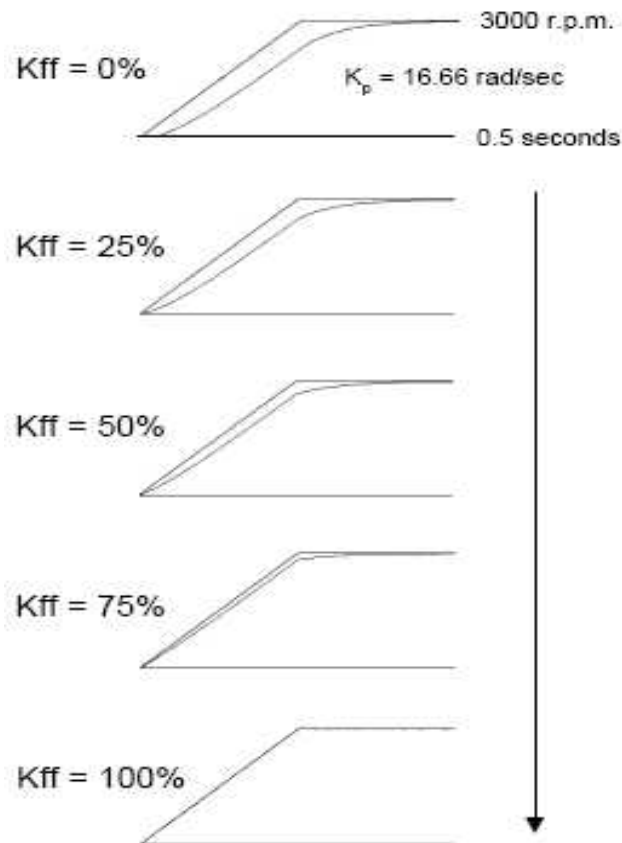 3000 r.p.m.
Kff = 0%
Kp = 16.66 rad/sec
0.5 seconds
Kff = 25%
Kff = 50%
Kff = 75%
Kff = 100%